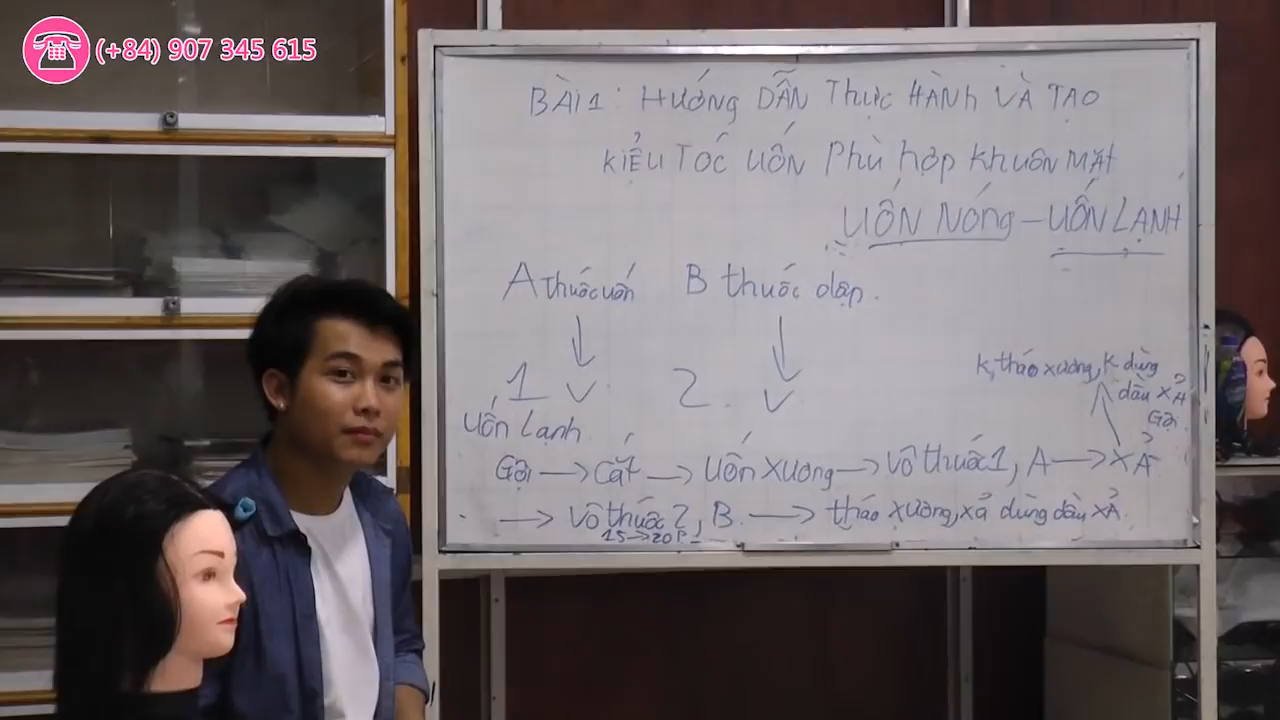 (+84) 907 345 615
BÀI 1: HƯỚNG DẪN THỰC HÀNH VÀ TẠO
KIỂU TÓC UỐN PHÙ HỢP KHUÔN MẶT
UỐN NÓNG – UỐN LẠNH
A thuốc uốn B thuốc dập.
1 2.
Uốn Lạnh
Gội → Cắt → Uốn xương → Vô thuốc 1, A → XẢ
K tháo xương, K dùng
dầu XẢ
Gội
→ Vô thuốc 2, B. → tháo xương, xả dùng dầu XẢ.
15 → 20P